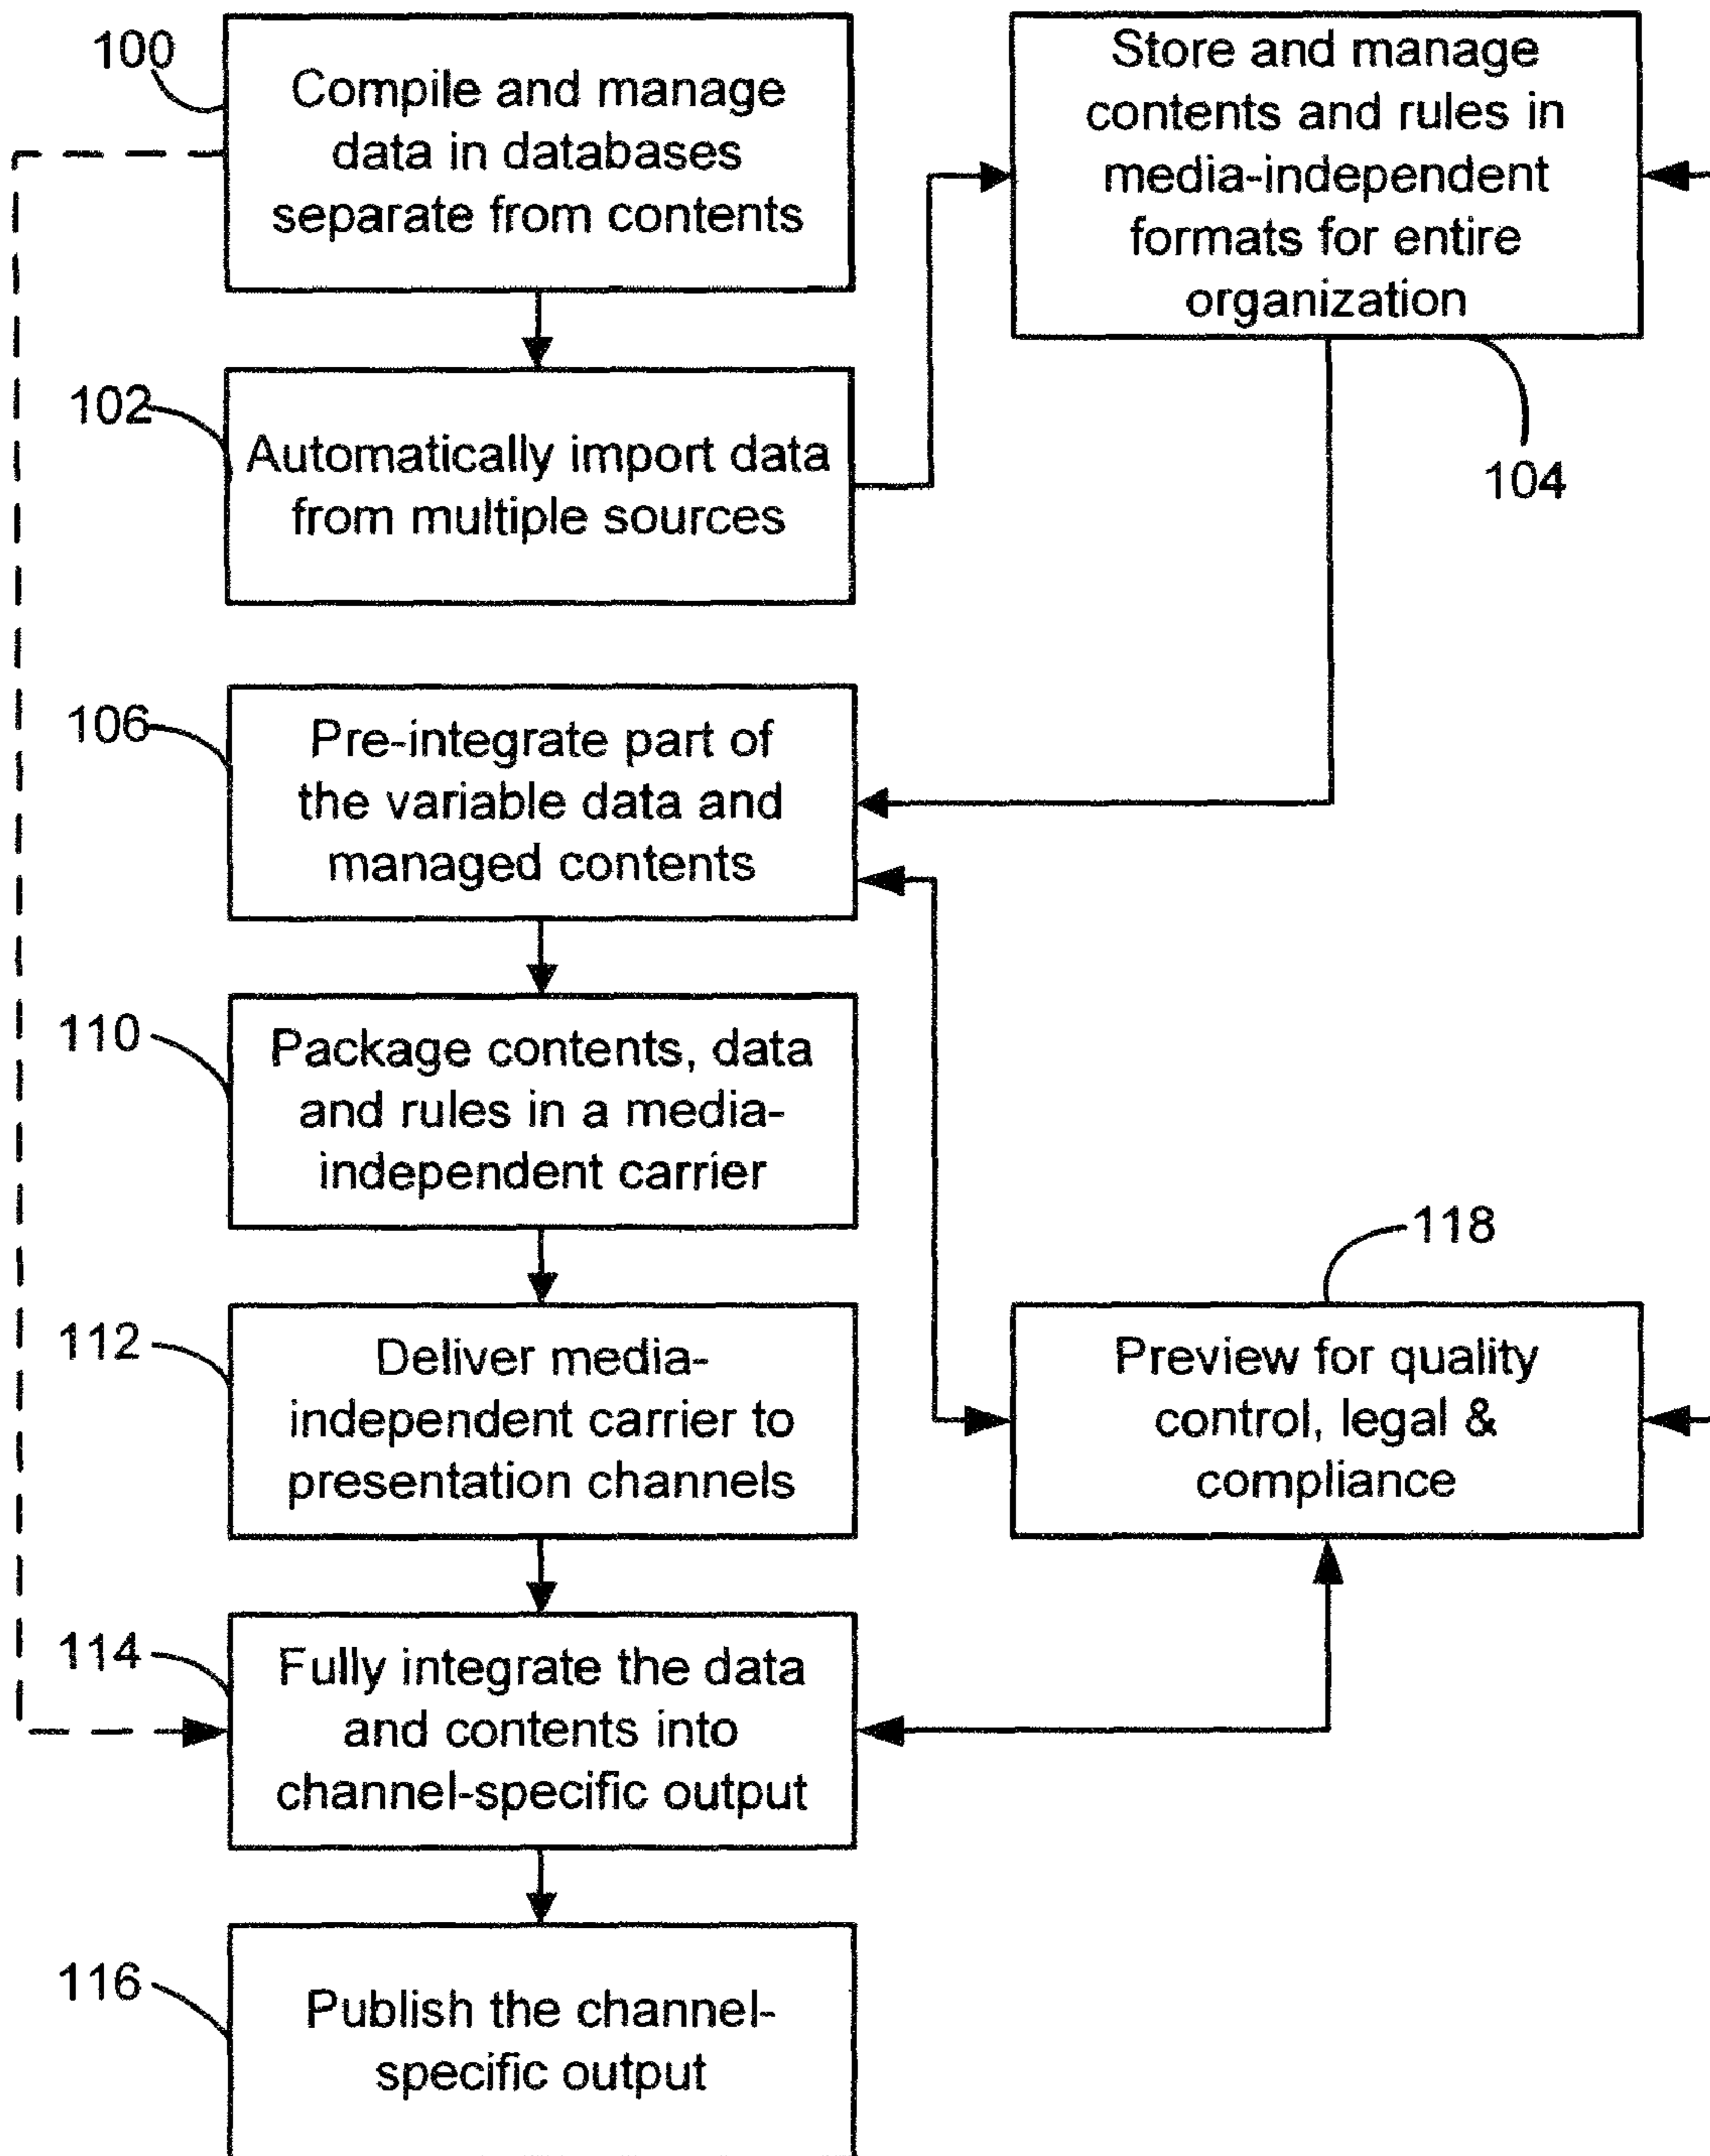 100
Compile and manage
data in databases
separate from contents
Store and manage
contents and rules in
media-independent
formats for entire
organization
104
102
Automatically import data
from multiple sources
106
Pre-integrate part of
the variable data and
managed contents
110
Package contents, data
and rules in a media-
independent carrier
112
Deliver media-
independent carrier to
presentation channels
118
Preview for quality
control, legal &
compliance
114
Fully integrate the data
and contents into
channel-specific output
116
Publish the channel-
specific output